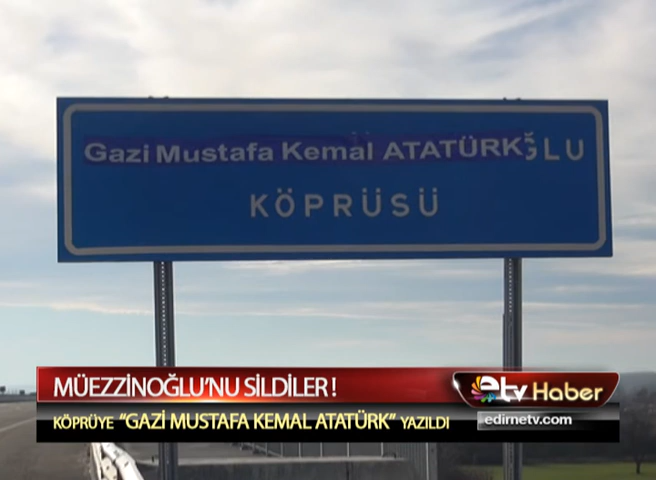 Gazi Mustafa Kemal ATATÜRKĞLU
KÖPRÜSÜ
MÜEZZİNOĞLU'NU SİLDİLER !
etv Haber
KÖPRÜYE “GAZİ MUSTAFA KEMAL ATATÜRK” YAZILDI
edirnetv.com